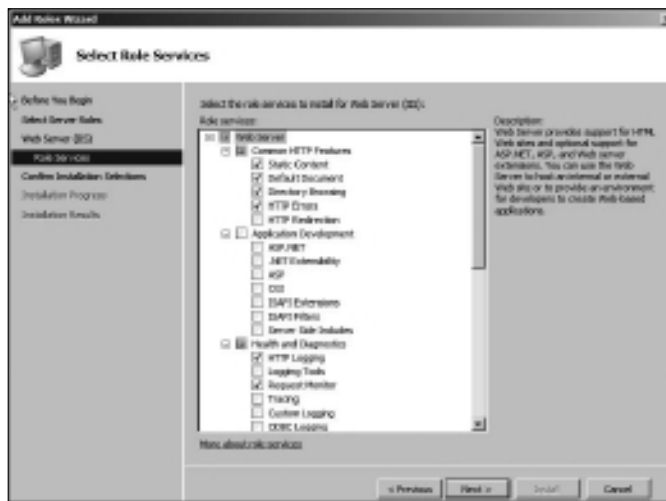 Add Roles Wizard
Select Role Services
Before You Begin
Server Roles
Web Server (IIS)
Role Services
Confirm Installation Selections
Installation Progress
Installation Results
Select the role services to install for Web Server (IIS):
Role services:
Web Server
Common HTTP Features
Static Content
Default Document
Directory Browsing
HTTP Errors
HTTP Redirection
Application Development
ASP.NET
.NET Extensibility
ASP
CGI
ISAPI Extensions
ISAPI Filters
Server Side Includes
Health and Diagnostics
HTTP Logging
Logging Tools
Request Monitor
Tracing
Custom Logging
ODBC Logging
More about role services
Description:
Web Server provides support for HTML
Web sites and optional support for
ASP.NET, ASP, and Web server
extensions. You can use the Web
Server to host an internal or external
Web site or to provide an environment
for developers to create Web-based
applications.
< Previous
Next >
Install
Cancel